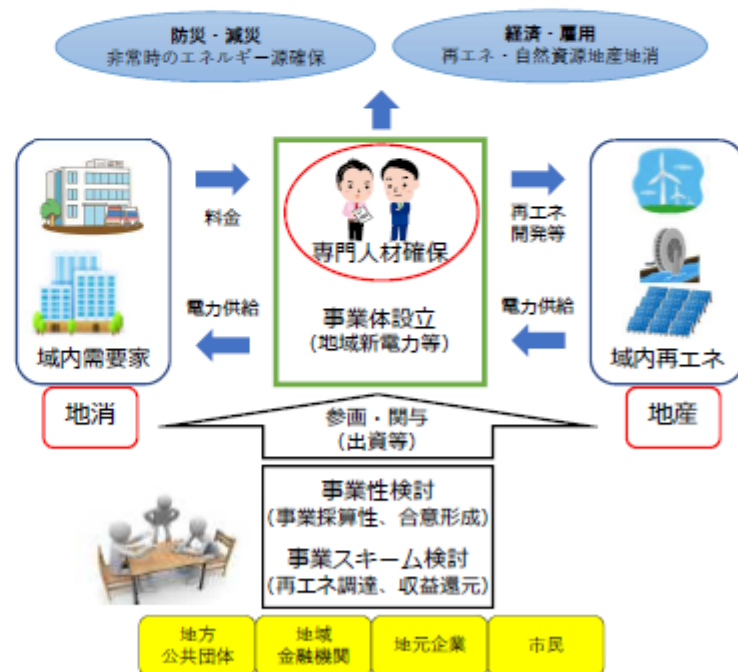 防災・減災
非常時のエネルギー源確保
経済・雇用
再エネ・自然資源地産地消
料金
専門人材確保
再エネ
開発等
電力供給
事業体設立
(地域新電力等)
電力供給
域内需要家
域内再エネ
地消
参画・関与
(出資等)
地産
事業性検討
(事業採算性、合意形成)
事業スキーム検討
(再エネ調達、収益還元)
地方
公共団体
地域
金融機関
地元企業
市民